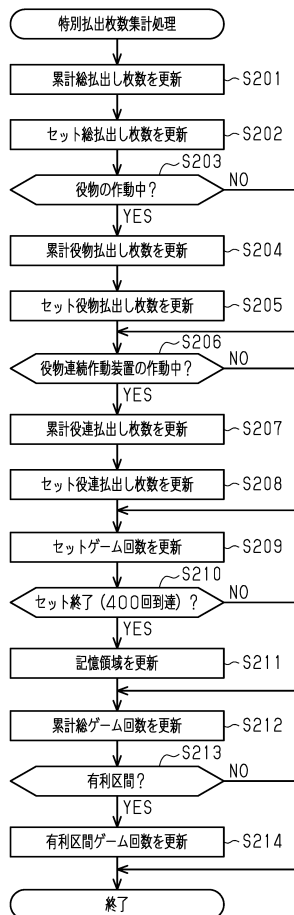 特別払出枚数集計処理
累計総払出し枚数を更新 S201
セット総払出し枚数を更新 S202
S203
役物の作動中? NO
YES
累計役物払出し枚数を更新 S204
セット役物払出し枚数を更新 S205
S206
役物連続作動装置の作動中? NO
YES
累計役連払出し枚数を更新 S207
セット役連払出し枚数を更新 S208
セットゲーム回数を更新 S209
S210
セット終了(400回到達)? NO
YES
記憶領域を更新 S211
累計総ゲーム回数を更新 S212
S213
有利区間? NO
YES
有利区間ゲーム回数を更新 S214
終了